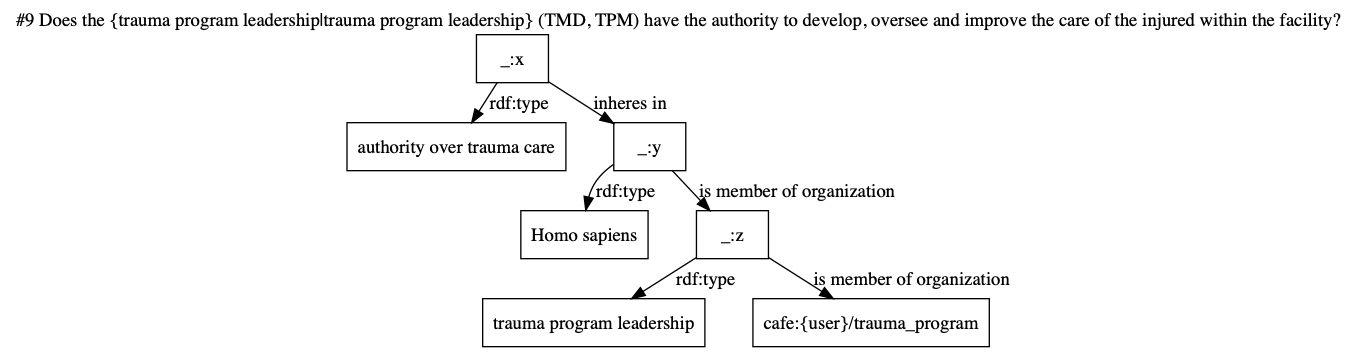 #9 Does the {trauma program leadership|trauma program leadership} (TMD, TPM) have the authority to develop, oversee and improve the care of the injured within the facility?
_:x
rdf:type
inheres in
authority over trauma care
_:y
rdf:type
is member of organization
Homo sapiens
_:z
rdf:type
is member of organization
trauma program leadership
cafe:{user}/trauma_program